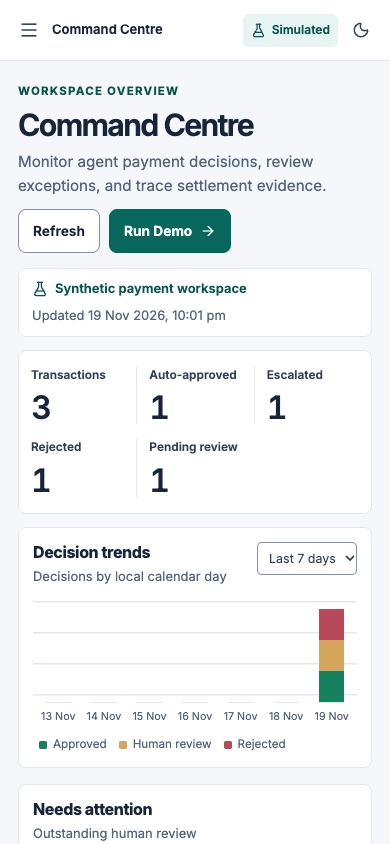 Command Centre
Simulated
WORKSPACE OVERVIEW
Command Centre
Monitor agent payment decisions, review
exceptions, and trace settlement evidence.
Refresh
Run Demo
Synthetic payment workspace
Updated 19 Nov 2026, 10:01 pm
Transactions Auto-approved Escalated
3 1 1
Rejected Pending review
1 1
Decision trends
Last 7 days
Decisions by local calendar day
13 Nov 14 Nov 15 Nov 16 Nov 17 Nov 18 Nov 19 Nov
Approved Human review Rejected
Needs attention
Outstanding human review